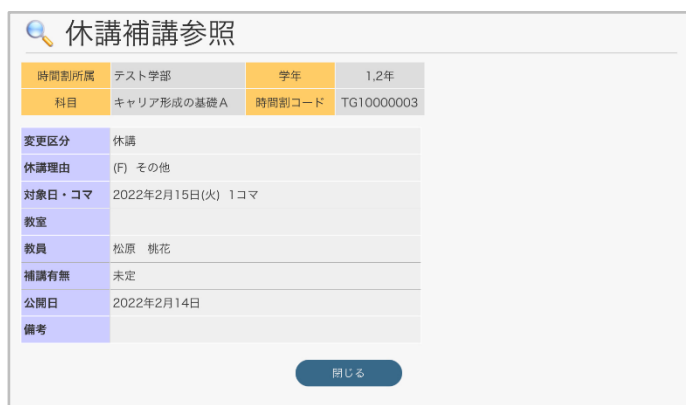 休講補講参照
時間割所属 テスト学部 学年 1,2年
科目 キャリア形成の基礎A 時間割コード TG10000003
変更区分 休講
休講理由 (F) その他
対象日・コマ 2022年2月15日(火) 1コマ
教室
教員 松原 桃花
補講有無 未定
公開日 2022年2月14日
備考
閉じる